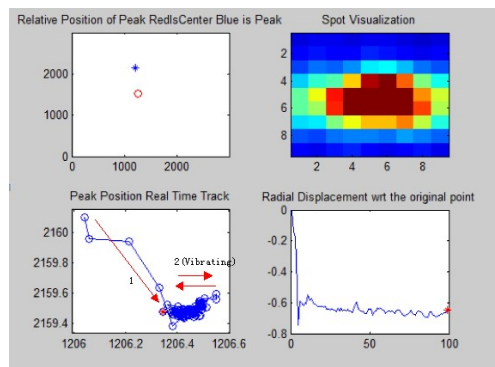 Relative Position of Peak RedIsCenter Blue is Peak
2000
1000
0
0 1000 2000
Spot Visualization
2
4
6
8
2 4 6 8
Peak Position Real Time Track
2160
2159.8
2159.6
2159.4
1206 1206.2 1206.4 1206.6
1
2(Vibrating)
Radial Displacement wrt the original point
0
-0.2
-0.4
-0.6
-0.8
0 50 100